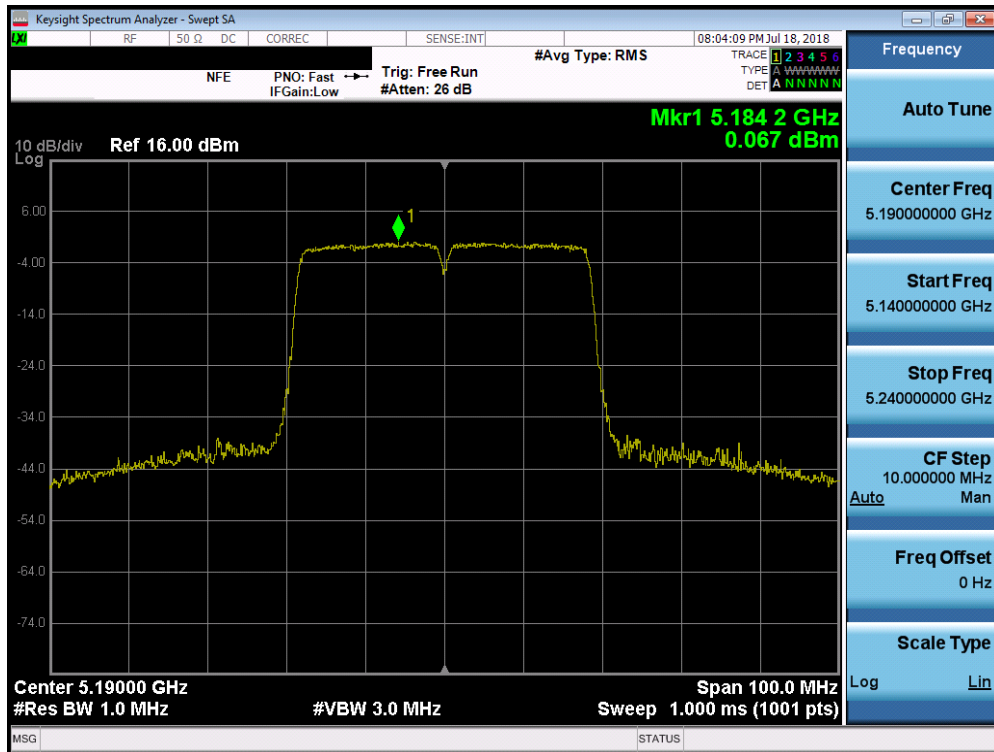 Keysight Spectrum Analyzer - Swept SA
LXI RF 50 Ω DC CORREC SENSE:INT 08:04:09 PM Jul 18, 2018
#Avg Type: RMS TRACE 1 2 3 4 5 6
NFE PNO: Fast Trig: Free Run TYPE A WWWWW
IFGain:Low #Atten: 26 dB DET A N N N N N
Mkr1 5.184 2 GHz
0.067 dBm
10 dB/div Ref 16.00 dBm
Log
6.00
1
-4.00
-14.0
-24.0
-34.0
-44.0
-54.0
-64.0
-74.0
Center 5.19000 GHz Span 100.0 MHz
#Res BW 1.0 MHz #VBW 3.0 MHz Sweep 1.000 ms (1001 pts)
MSG STATUS
Frequency
Auto Tune
Center Freq
5.190000000 GHz
Start Freq
5.140000000 GHz
Stop Freq
5.240000000 GHz
CF Step
10.000000 MHz
Auto Man
Freq Offset
0 Hz
Scale Type
Log Lin